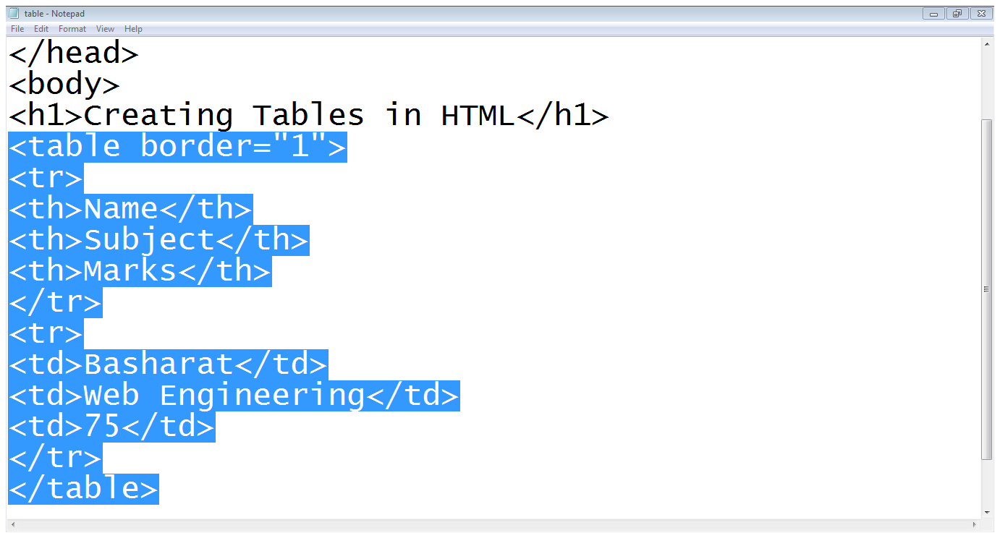 table - Notepad
File Edit Format View Help
</head>
<body>
<h1>Creating Tables in HTML</h1>
<table border="1">
<tr>
<th>Name</th>
<th>Subject</th>
<th>Marks</th>
</tr>
<tr>
<td>Basharat</td>
<td>Web Engineering</td>
<td>75</td>
</tr>
</table>